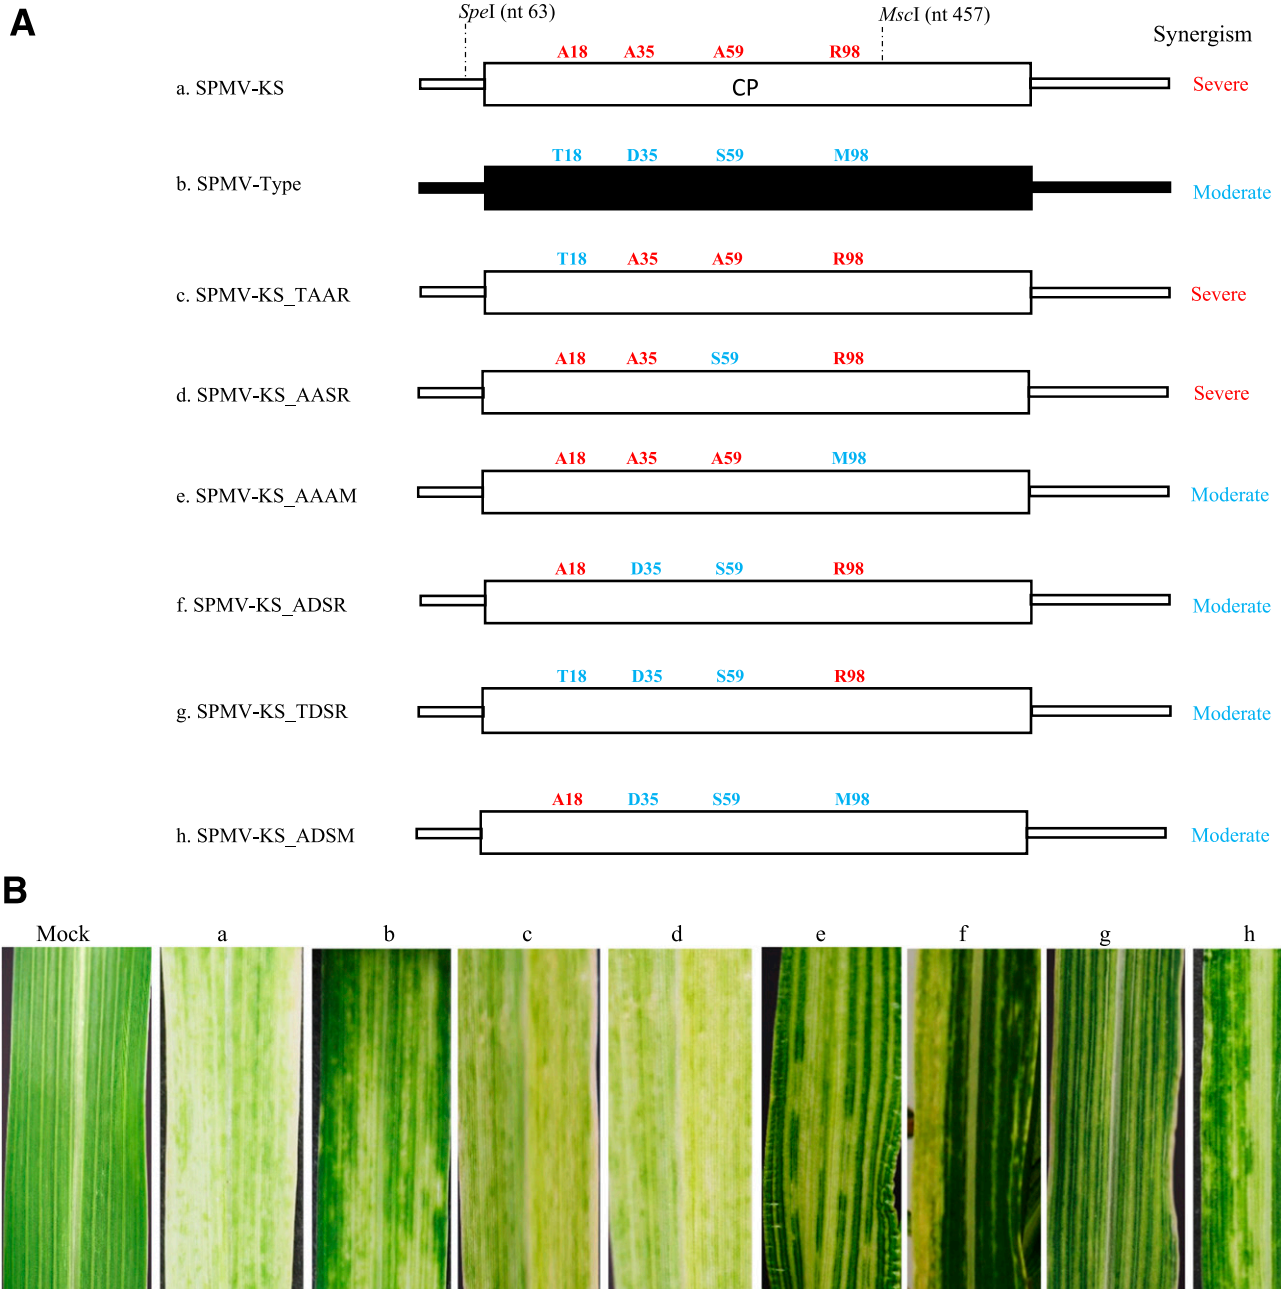 A
SpeI (nt 63)
MscI (nt 457)
Synergism
A18 A35 A59 R98
a. SPMV-KS
CP
Severe
T18 D35 S59 M98
b. SPMV-Type
Moderate
T18 A35 A59 R98
c. SPMV-KS_TAAR
Severe
A18 A35 S59 R98
d. SPMV-KS_AASR
Severe
A18 A35 A59 M98
e. SPMV-KS_AAAM
Moderate
A18 D35 S59 R98
f. SPMV-KS_ADSR
Moderate
T18 D35 S59 R98
g. SPMV-KS_TDSR
Moderate
A18 D35 S59 M98
h. SPMV-KS_ADSM
Moderate
B
Mock a b c d e f g h